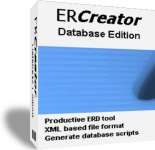 ERCreator
Database Edition
Productive ERD tool
XML based file format
Generate database scripts